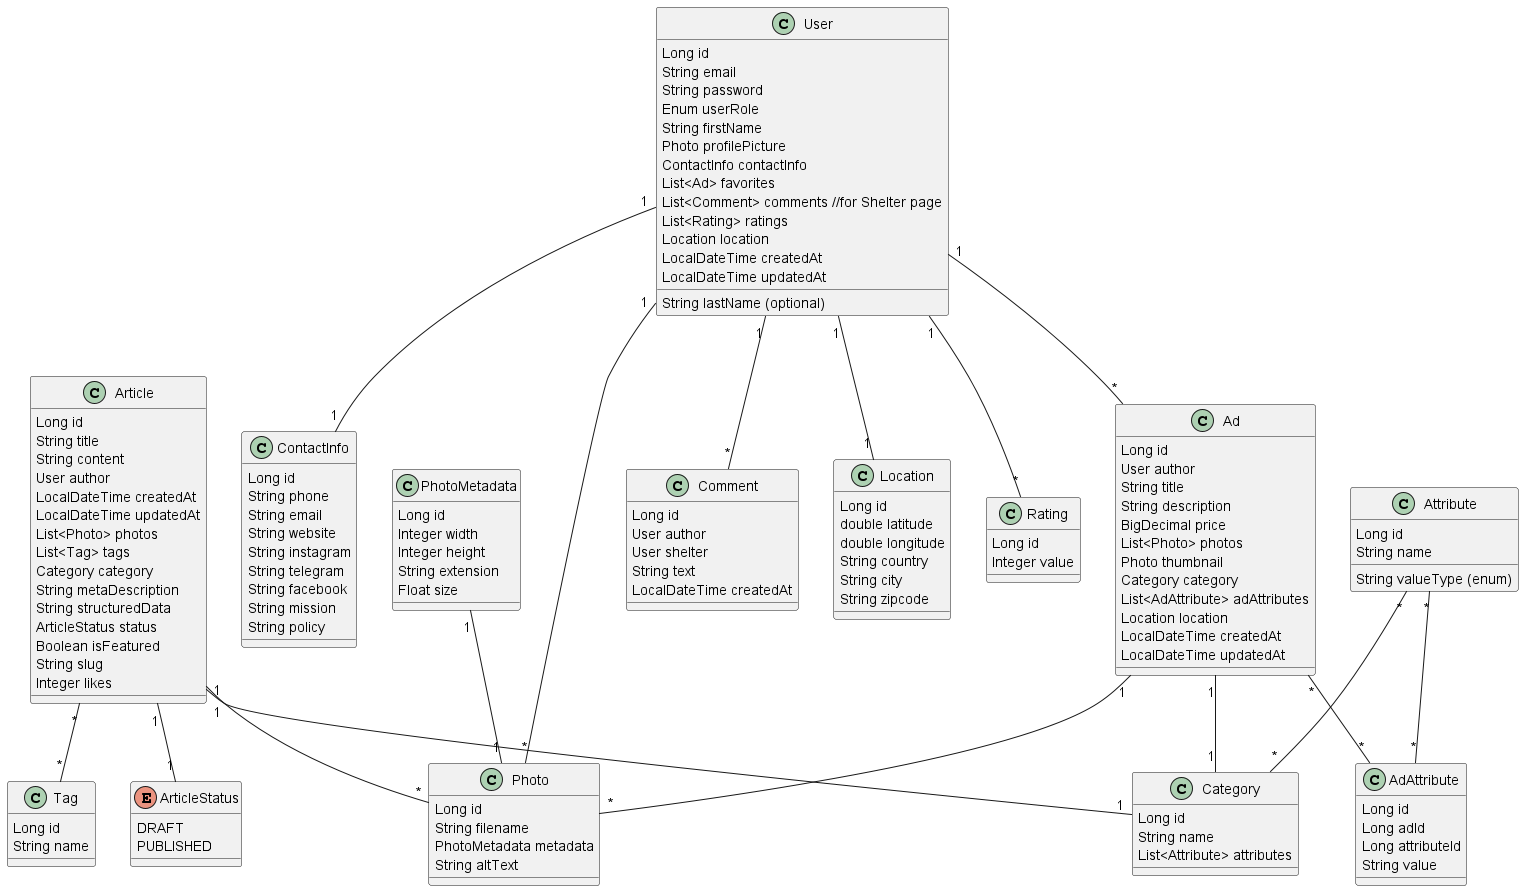 C User
Long id
String email
String password
Enum userRole
String firstName
Photo profilePicture
ContactInfo contactInfo
List<Ad> favorites
List<Comment> comments //for Shelter page
List<Rating> ratings
Location location
LocalDateTime createdAt
LocalDateTime updatedAt
String lastName (optional)
1
1
1
1
1
1
1
*
*
1
*
*
1
C Article
Long id
String title
String content
User author
LocalDateTime createdAt
LocalDateTime updatedAt
List<Photo> photos
List<Tag> tags
Category category
String metaDescription
String structuredData
ArticleStatus status
Boolean isFeatured
String slug
Integer likes
C ContactInfo
Long id
String phone
String email
String website
String instagram
String telegram
String facebook
String mission
String policy
C PhotoMetadata
Long id
Integer width
Integer height
String extension
Float size
C Comment
Long id
User author
User shelter
String text
LocalDateTime createdAt
C Location
Long id
double latitude
double longitude
String country
String city
String zipcode
C Rating
Long id
Integer value
C Ad
Long id
User author
String title
String description
BigDecimal price
List<Photo> photos
Photo thumbnail
Category category
List<AdAttribute> adAttributes
Location location
LocalDateTime createdAt
LocalDateTime updatedAt
C Attribute
Long id
String name
String valueType (enum)
* *
1
1
1
* 1
1 1 *
* 1
1 *
1 * *
*
* * 1
C Tag
Long id
String name
E ArticleStatus
DRAFT
PUBLISHED
C Photo
Long id
String filename
PhotoMetadata metadata
String altText
C Category
Long id
String name
List<Attribute> attributes
C AdAttribute
Long id
Long adId
Long attributeId
String value